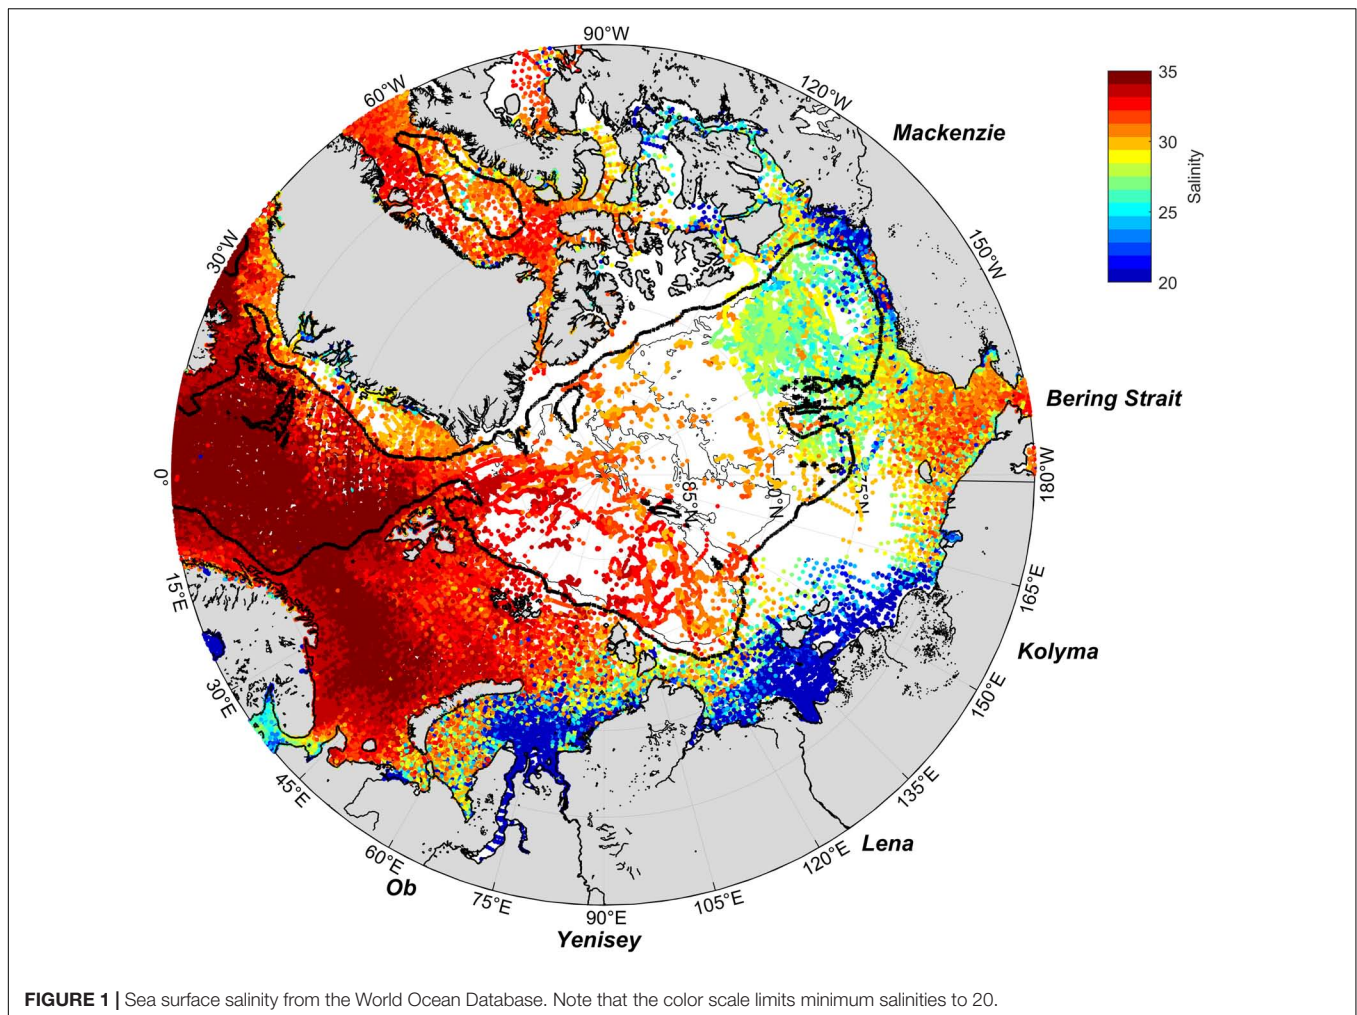 90°W
60°W
120°W
35
Mackenzie
30
Salinity
25
30°W
150°W
20
Bering Strait
0°
85°N
80°N
75°N
180°W
15°E
165°E
Kolyma
30°E
150°E
45°E
135°E
Lena
60°E
120°E
Ob
75°E
105°E
90°E
Yenisey
FIGURE 1 | Sea surface salinity from the World Ocean Database. Note that the color scale limits minimum salinities to 20.